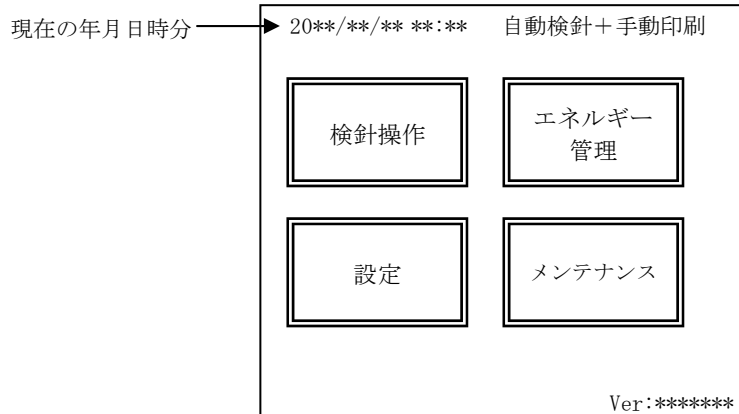 現在の年月日時分
20**/**/** **:** 自動検針＋手動印刷
検針操作
エネルギー
管理
設定
メンテナンス
Ver:*******